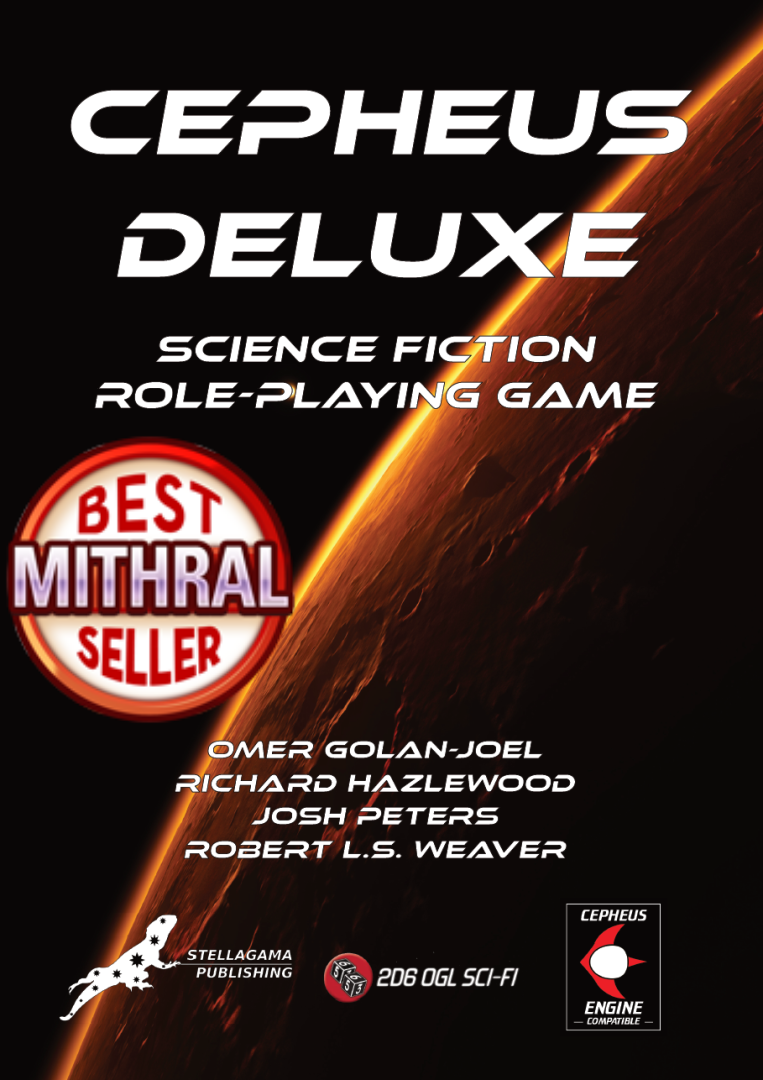 CEPHEUS
DELUXE
SCIENCE FICTION
ROLE-PLAYING GAME
BEST
MITHRAL
SELLER
OMER GOLAN-JOEL
RICHARD HAZLEWOOD
JOSH PETERS
ROBERT L.S. WEAVER
STELLAGAMA
PUBLISHING
2D6 OGL SCI-FI
CEPHEUS
ENGINE
— COMPATIBLE —